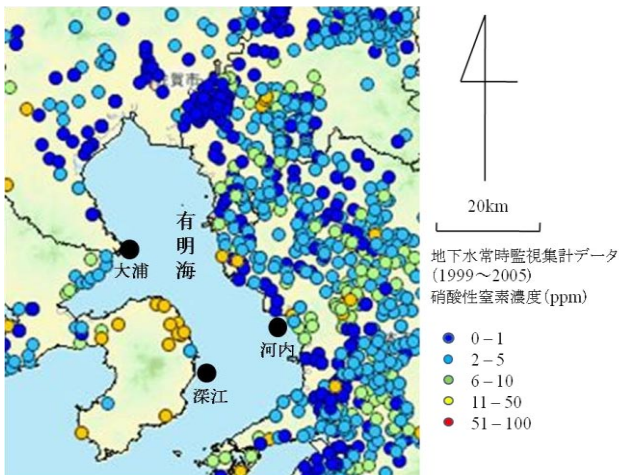 佐賀市
有明海
大浦
河内
深江
20km
地下水常時監視集計データ
(1999～2005)
硝酸性窒素濃度(ppm)
0－1
2－5
6－10
11－50
51－100